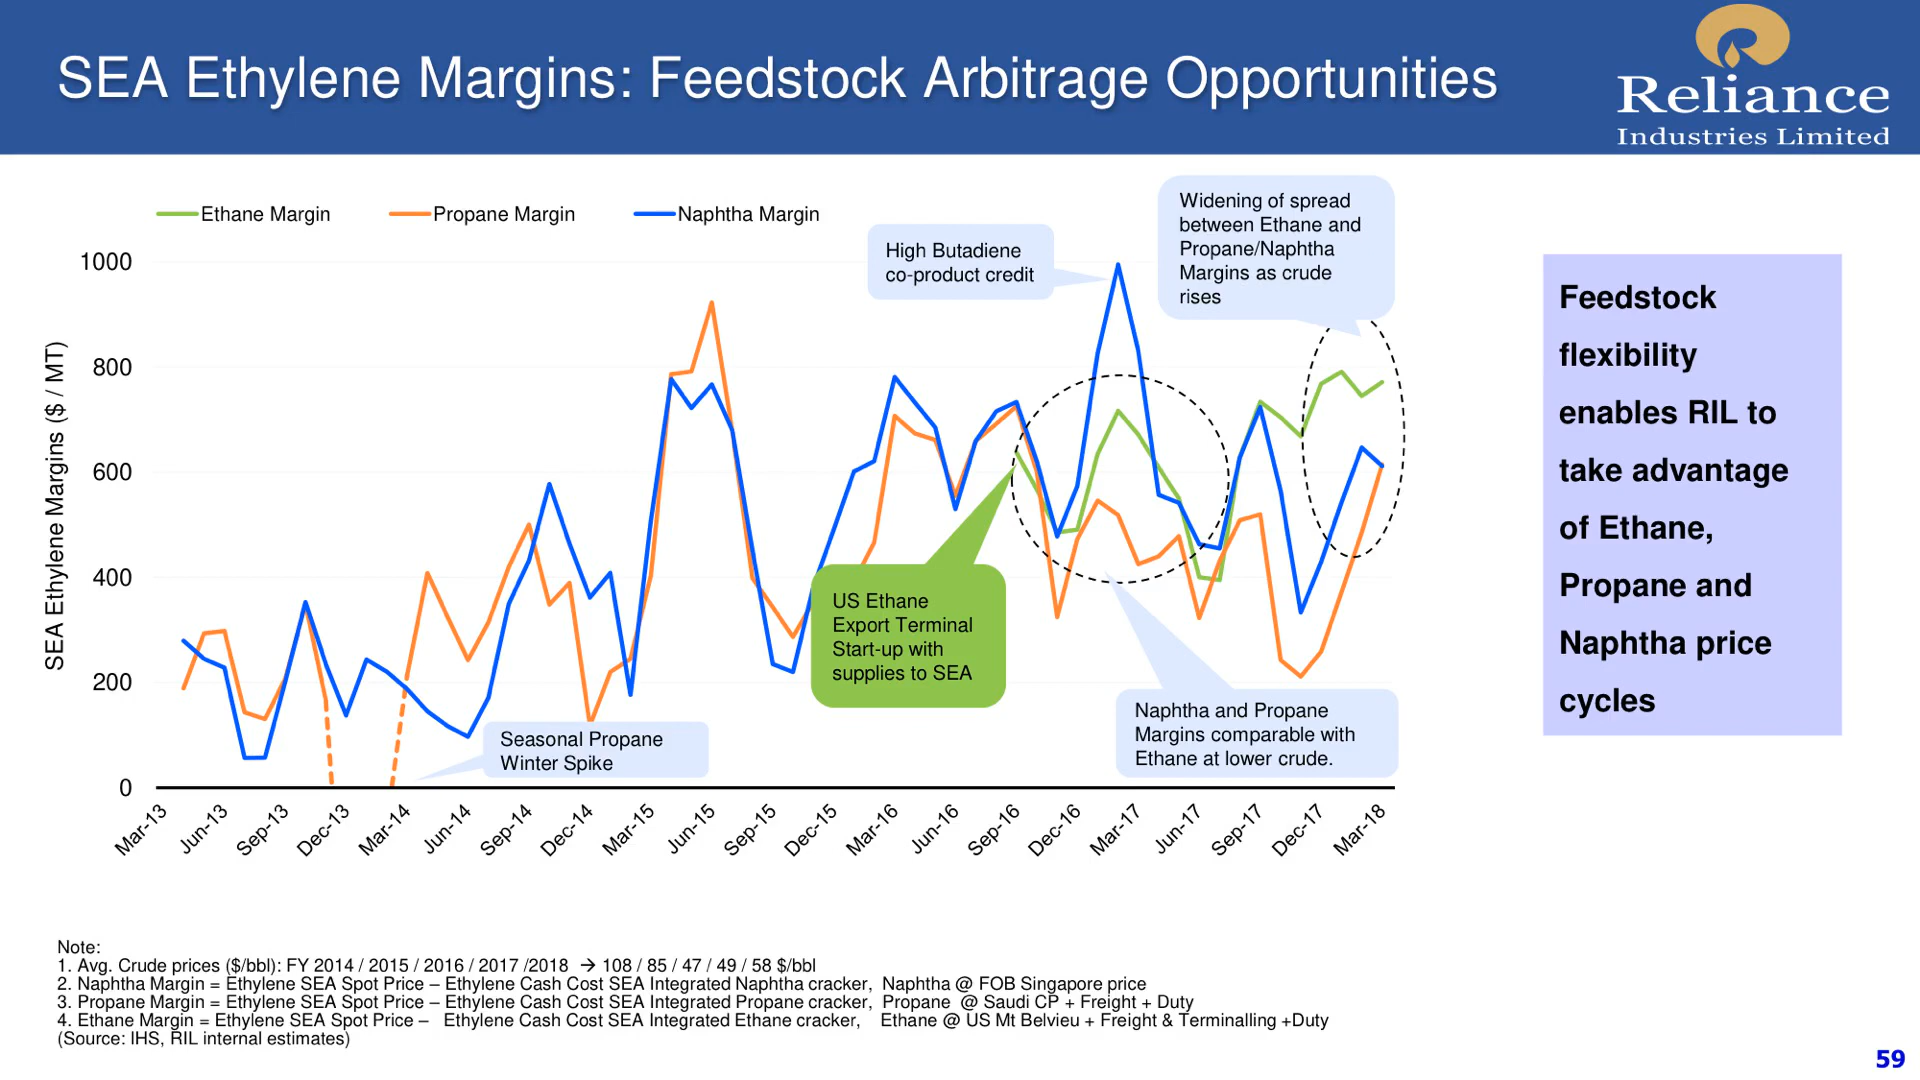 SEA Ethylene Margins: Feedstock Arbitrage Opportunities
Reliance
Industries Limited
Ethane Margin
Propane Margin
Naphtha Margin
High Butadiene
co-product credit
Widening of spread
between Ethane and
Propane/Naphtha
Margins as crude
rises
SEA Ethylene Margins ($ / MT)
1000
800
600
400
200
0
US Ethane
Export Terminal
Start-up with
supplies to SEA
Seasonal Propane
Winter Spike
Naphtha and Propane
Margins comparable with
Ethane at lower crude.
Mar-13
Jun-13
Sep-13
Dec-13
Mar-14
Jun-14
Sep-14
Dec-14
Mar-15
Jun-15
Sep-15
Dec-15
Mar-16
Jun-16
Sep-16
Dec-16
Mar-17
Jun-17
Sep-17
Dec-17
Mar-18
Feedstock
flexibility
enables RIL to
take advantage
of Ethane,
Propane and
Naphtha price
cycles
Note:
1. Avg. Crude prices ($/bbl): FY 2014 / 2015 / 2016 / 2017 /2018 → 108 / 85 / 47 / 49 / 58 $/bbl
2. Naphtha Margin = Ethylene SEA Spot Price – Ethylene Cash Cost SEA Integrated Naphtha cracker, Naphtha @ FOB Singapore price
3. Propane Margin = Ethylene SEA Spot Price – Ethylene Cash Cost SEA Integrated Propane cracker, Propane @ Saudi CP + Freight + Duty
4. Ethane Margin = Ethylene SEA Spot Price – Ethylene Cash Cost SEA Integrated Ethane cracker, Ethane @ US Mt Belvieu + Freight & Terminalling +Duty
(Source: IHS, RIL internal estimates)
59